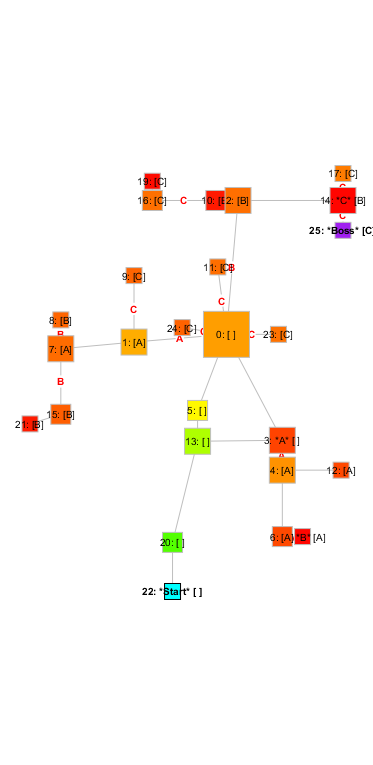 17: [C]
19: [C]
C
16: [C]
C
10: [
2: [B]
14: *C* [B]
C
25: *Boss* [C]
11: [C]
B
9: [C]
C
C
8: [B]
24: [C]
0: [ ]
C
23: [C]
B
A
1: [A]
7: [A]
B
5: [ ]
15: [B]
21: [B]
13: [ ]
3: *A* [ ]
4: [A]
12: [A]
6: [A]
*B* [A]
20: [ ]
22: *Start* [ ]